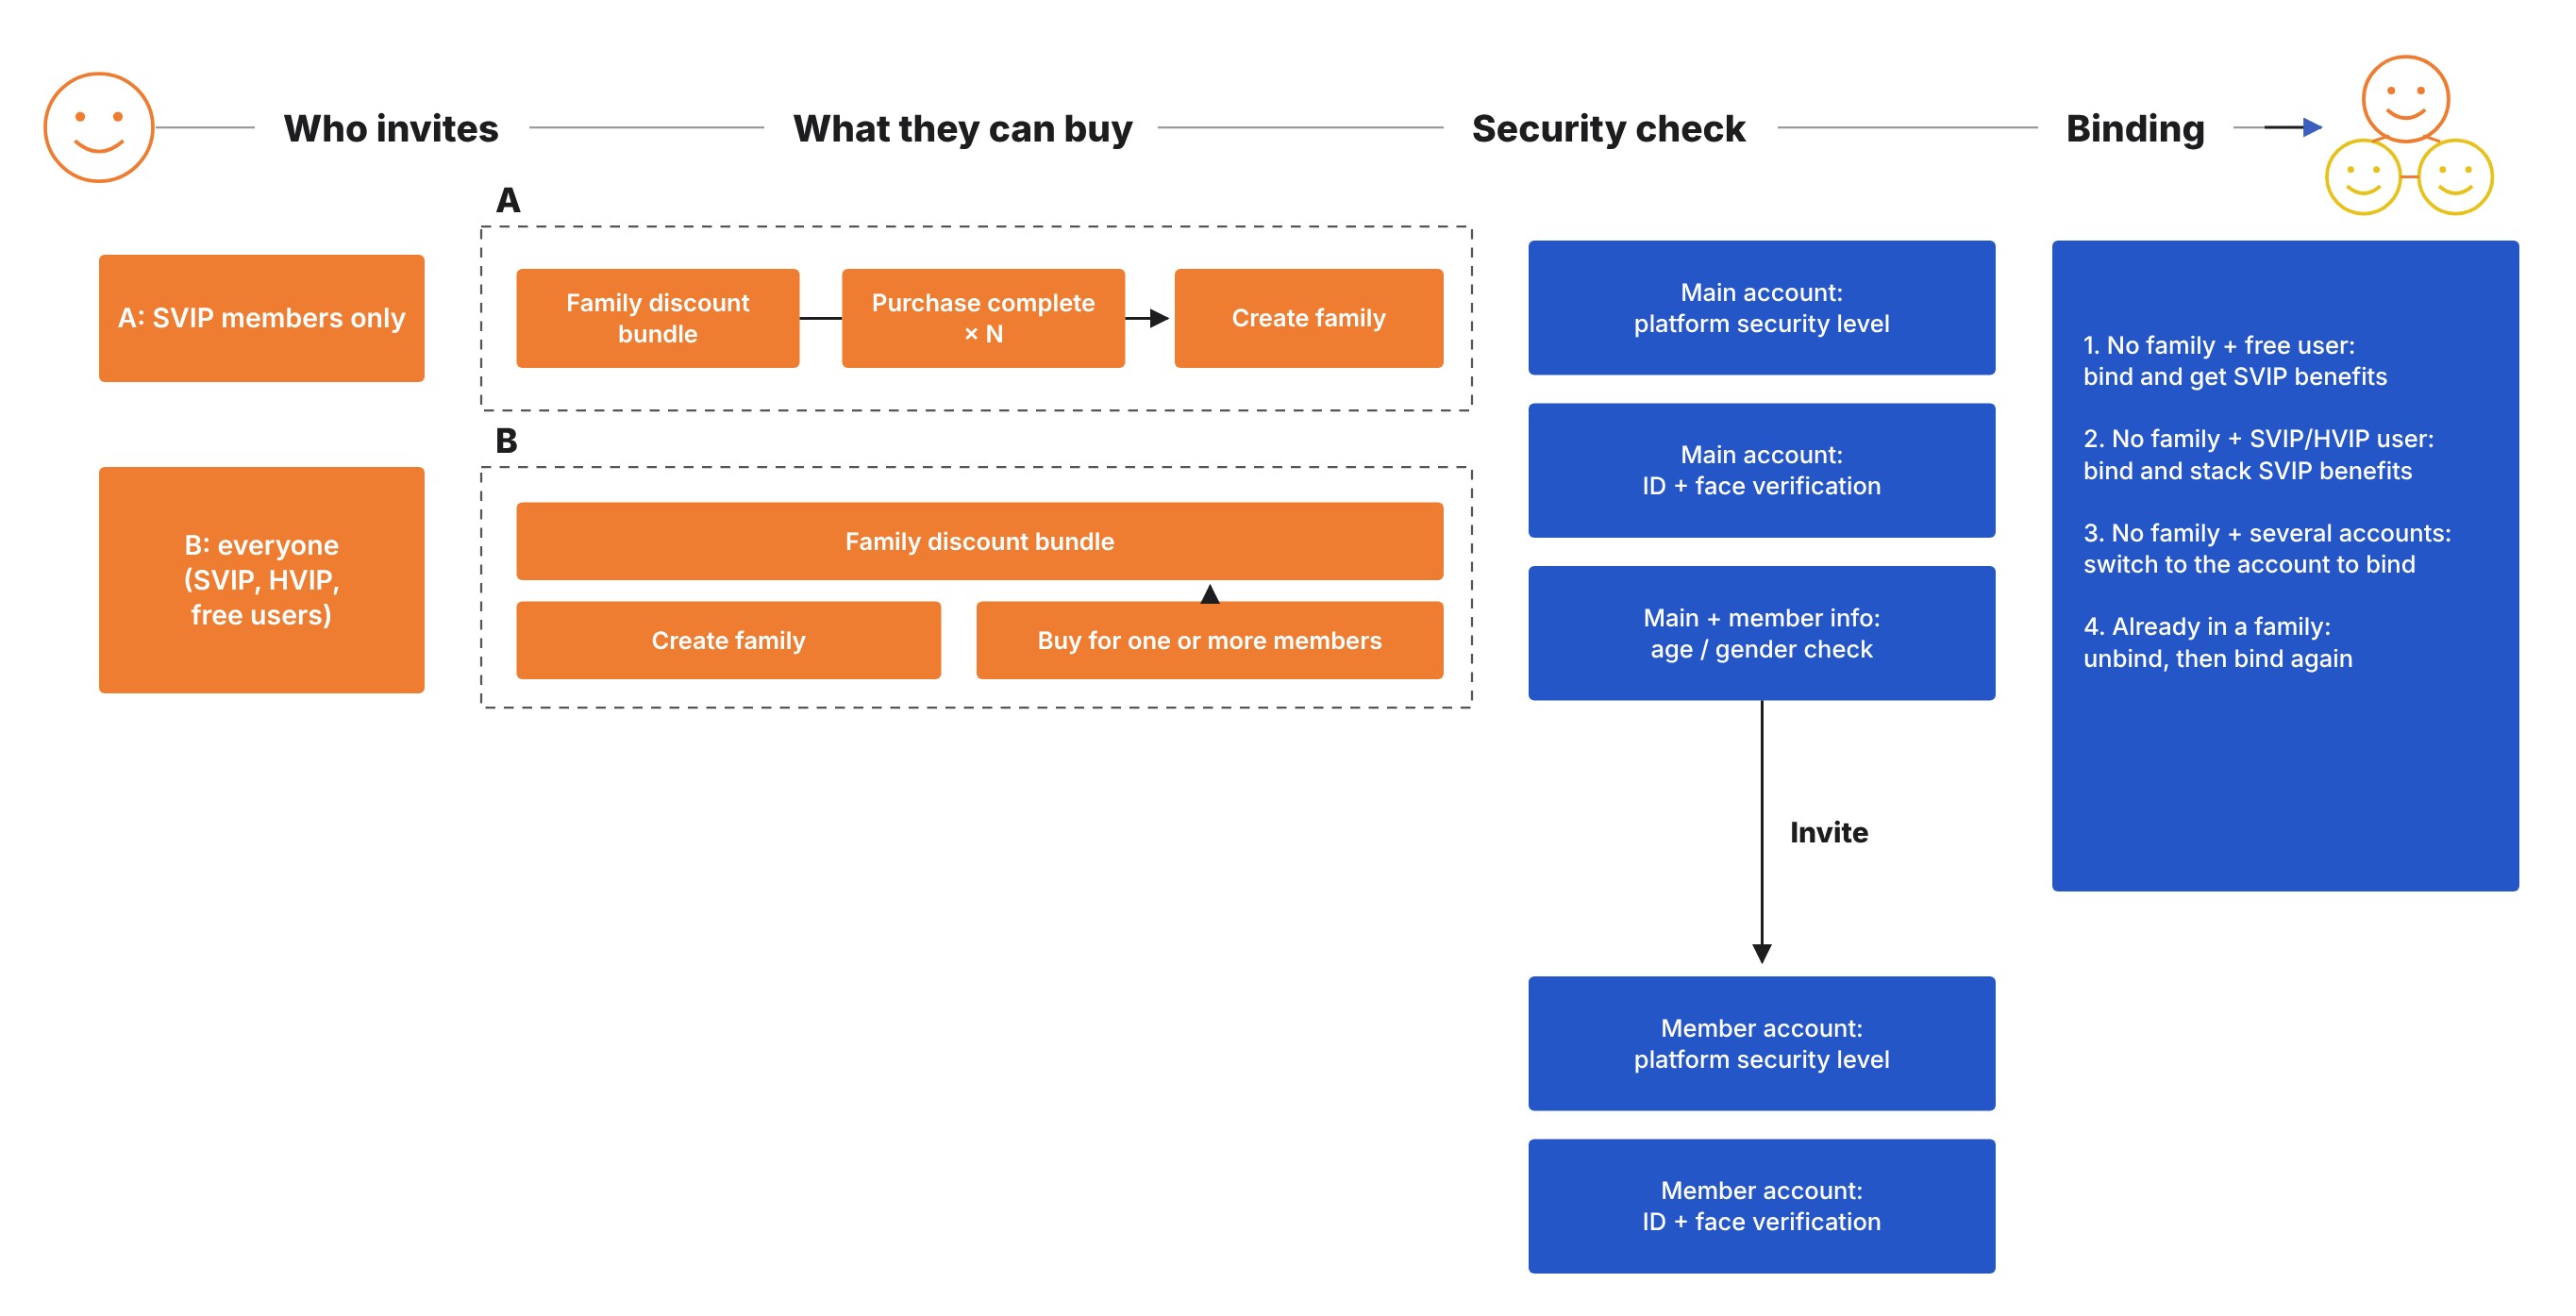 Who invites
What they can buy
Security check
Binding
A: SVIP members only
B: everyone
(SVIP, HVIP,
free users)
A
Family discount
bundle
Purchase complete
× N
Create family
B
Family discount bundle
Create family
Buy for one or more members
Main account:
platform security level
Main account:
ID + face verification
Main + member info:
age / gender check
Invite
Member account:
platform security level
Member account:
ID + face verification
1. No family + free user:
bind and get SVIP benefits
2. No family + SVIP/HVIP user:
bind and stack SVIP benefits
3. No family + several accounts:
switch to the account to bind
4. Already in a family:
unbind, then bind again